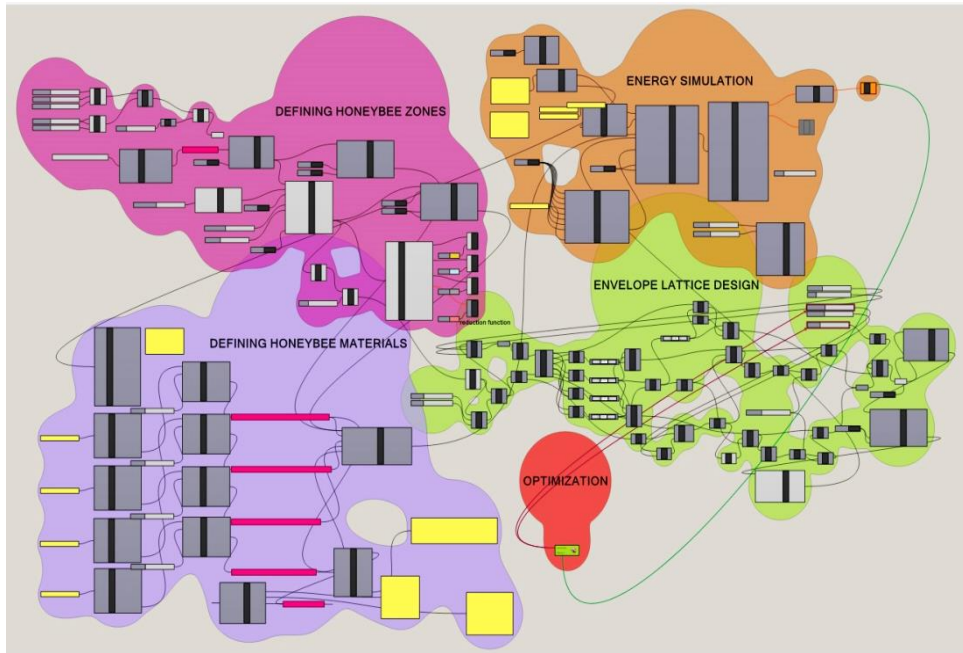 DEFINING HONEYBEE ZONES
ENERGY SIMULATION
ENVELOPE LATTICE DESIGN
reduction function
DEFINING HONEYBEE MATERIALS
OPTIMIZATION